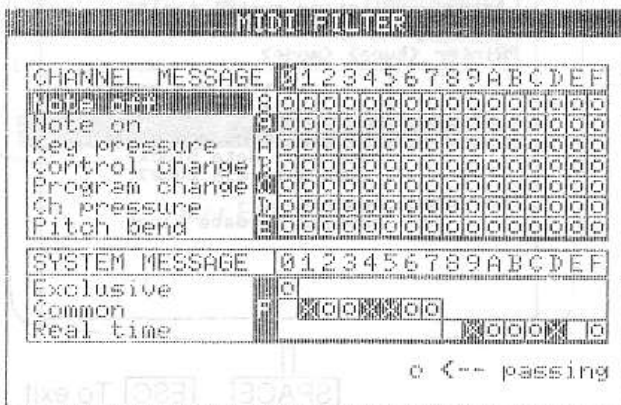 MIDI FILTER
CHANNEL MESSAGE 0123456789ABCDEF
Note off 8 oooooooooooooooo
Note on oooooooooooooooo
Key pressure A oooooooooooooooo
Control change B oooooooooooooooo
Program change oooooooooooooooo
Ch pressure D oooooooooooooooo
Pitch bend oooooooooooooooo
SYSTEM MESSAGE 0123456789ABCDEF
Exclusive o
Common F XooXXoo
Real time XoooX o
o <-- passing
[SPACE] [ESC] To exit